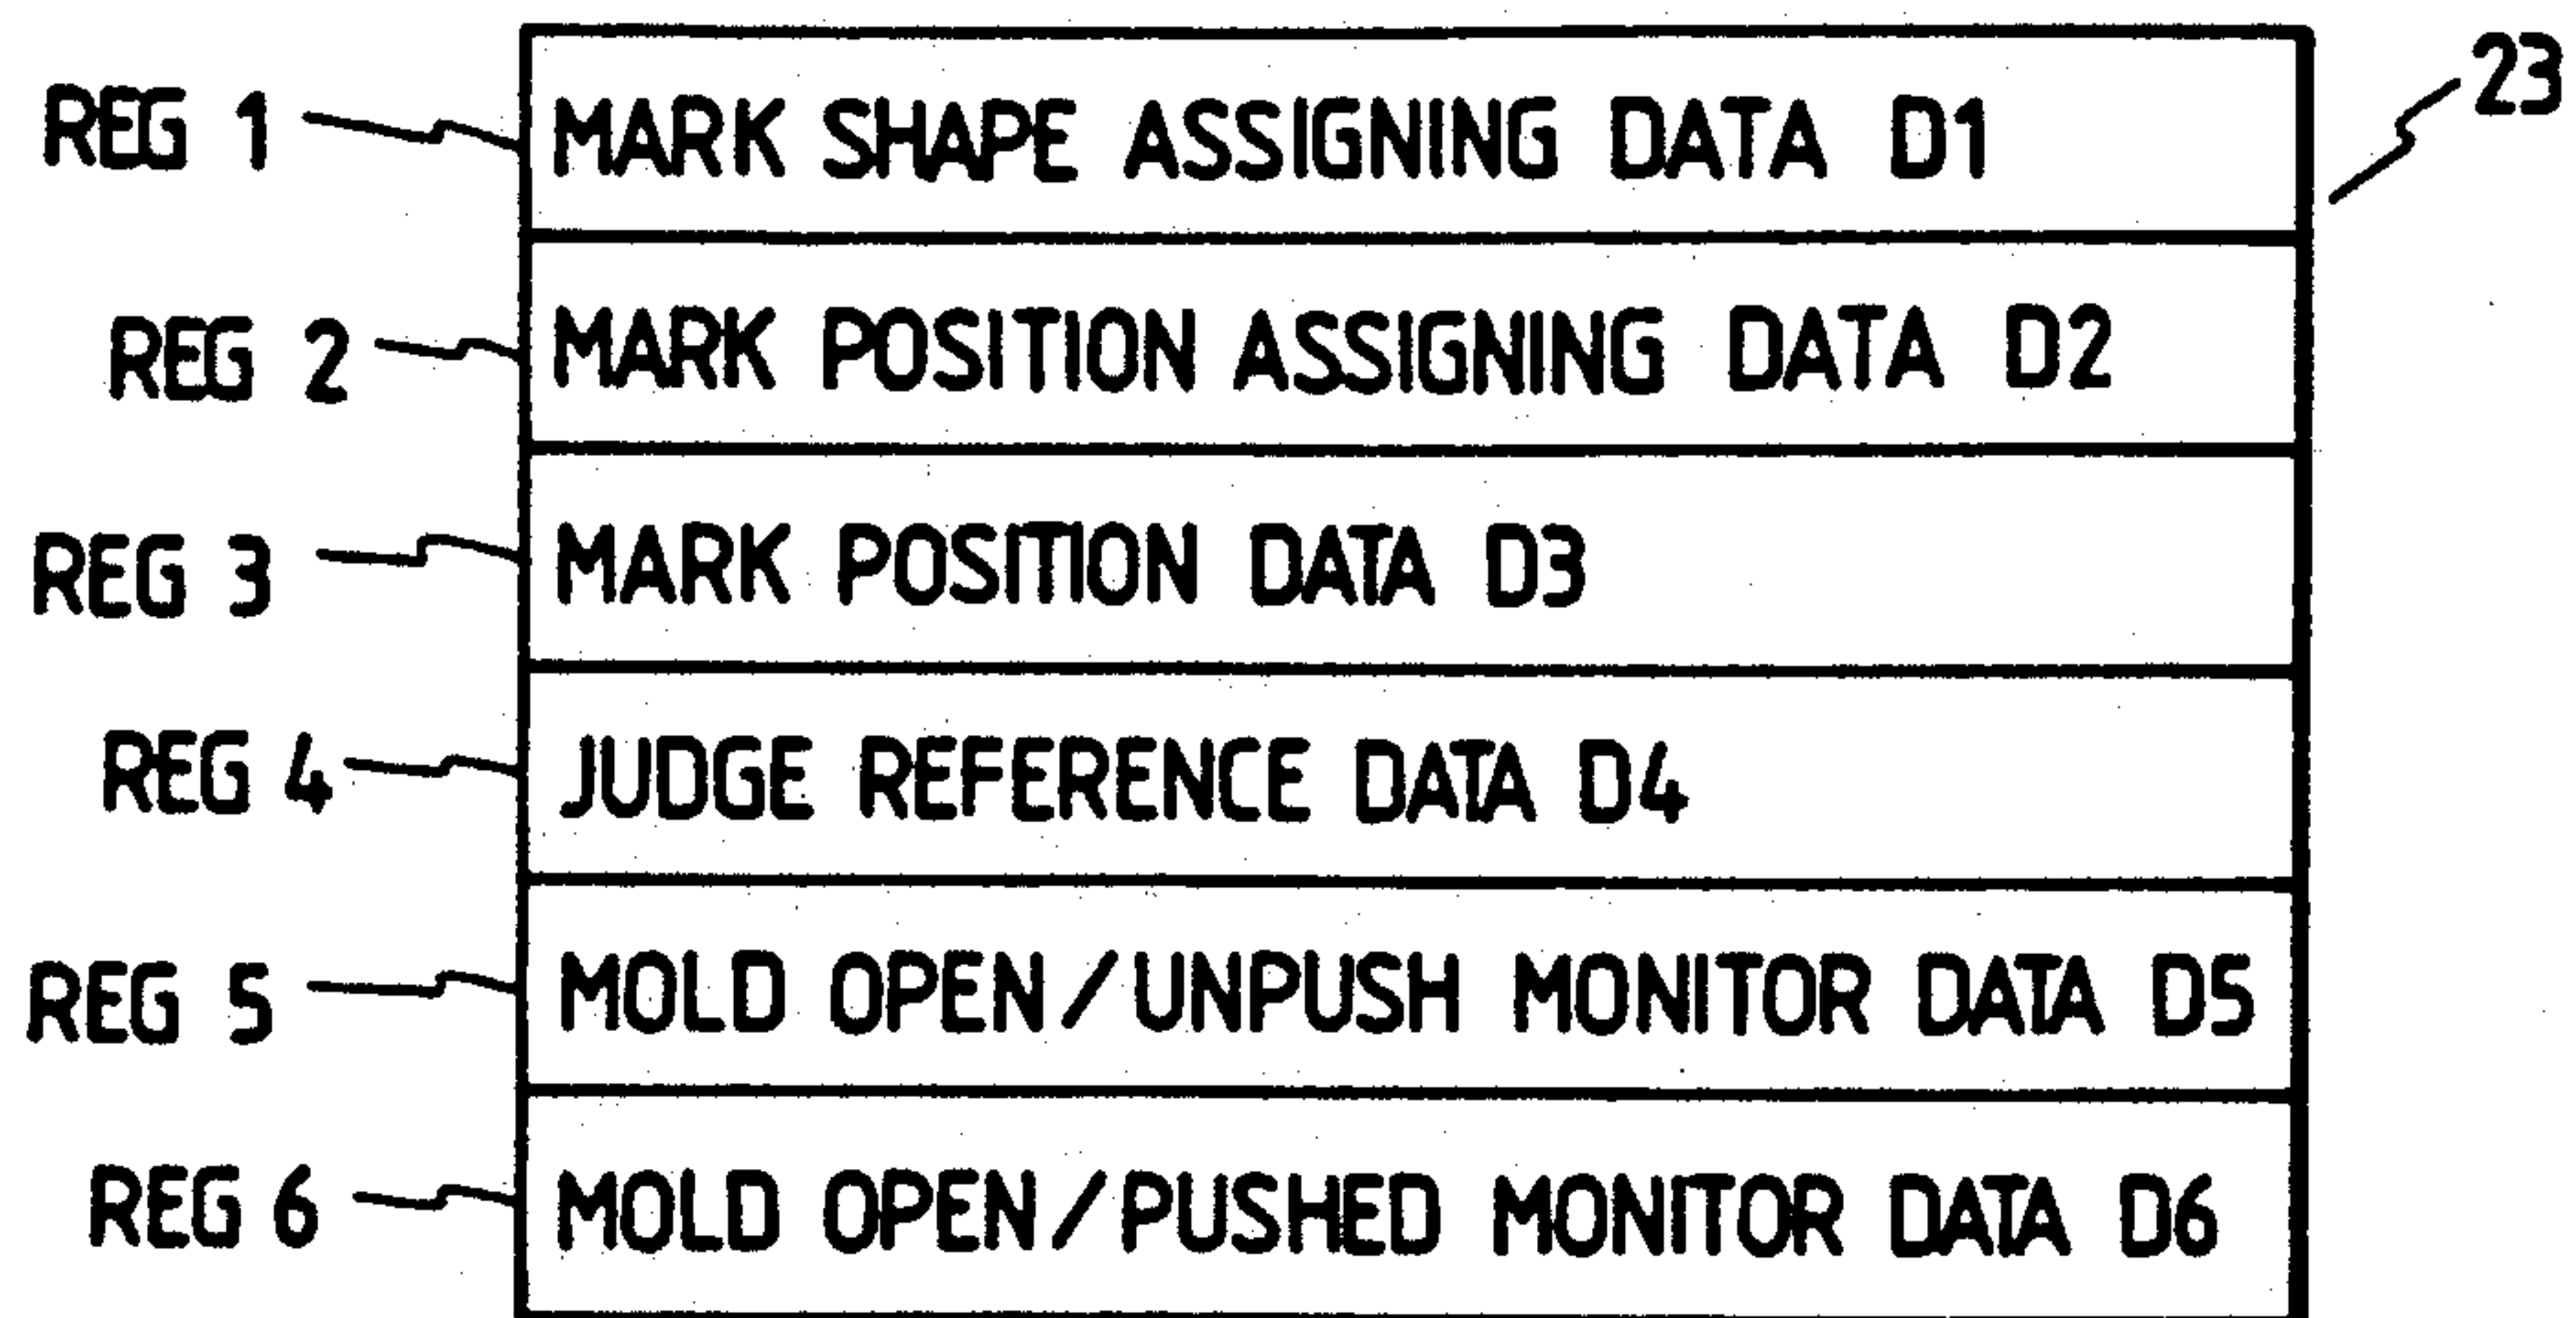 23
REG 1 MARK SHAPE ASSIGNING DATA D1
REG 2 MARK POSITION ASSIGNING DATA D2
REG 3 MARK POSITION DATA D3
REG 4 JUDGE REFERENCE DATA D4
REG 5 MOLD OPEN/UNPUSH MONITOR DATA D5
REG 6 MOLD OPEN/PUSHED MONITOR DATA D6